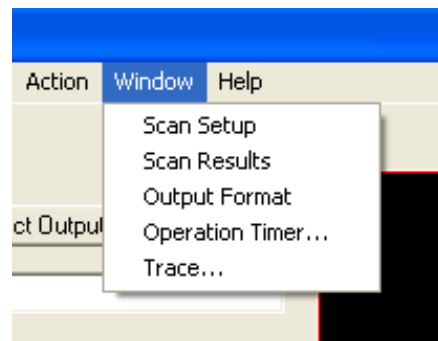 Action Window Help
Scan Setup
Scan Results
Output Format
ct Output
Operation Timer...
Trace...